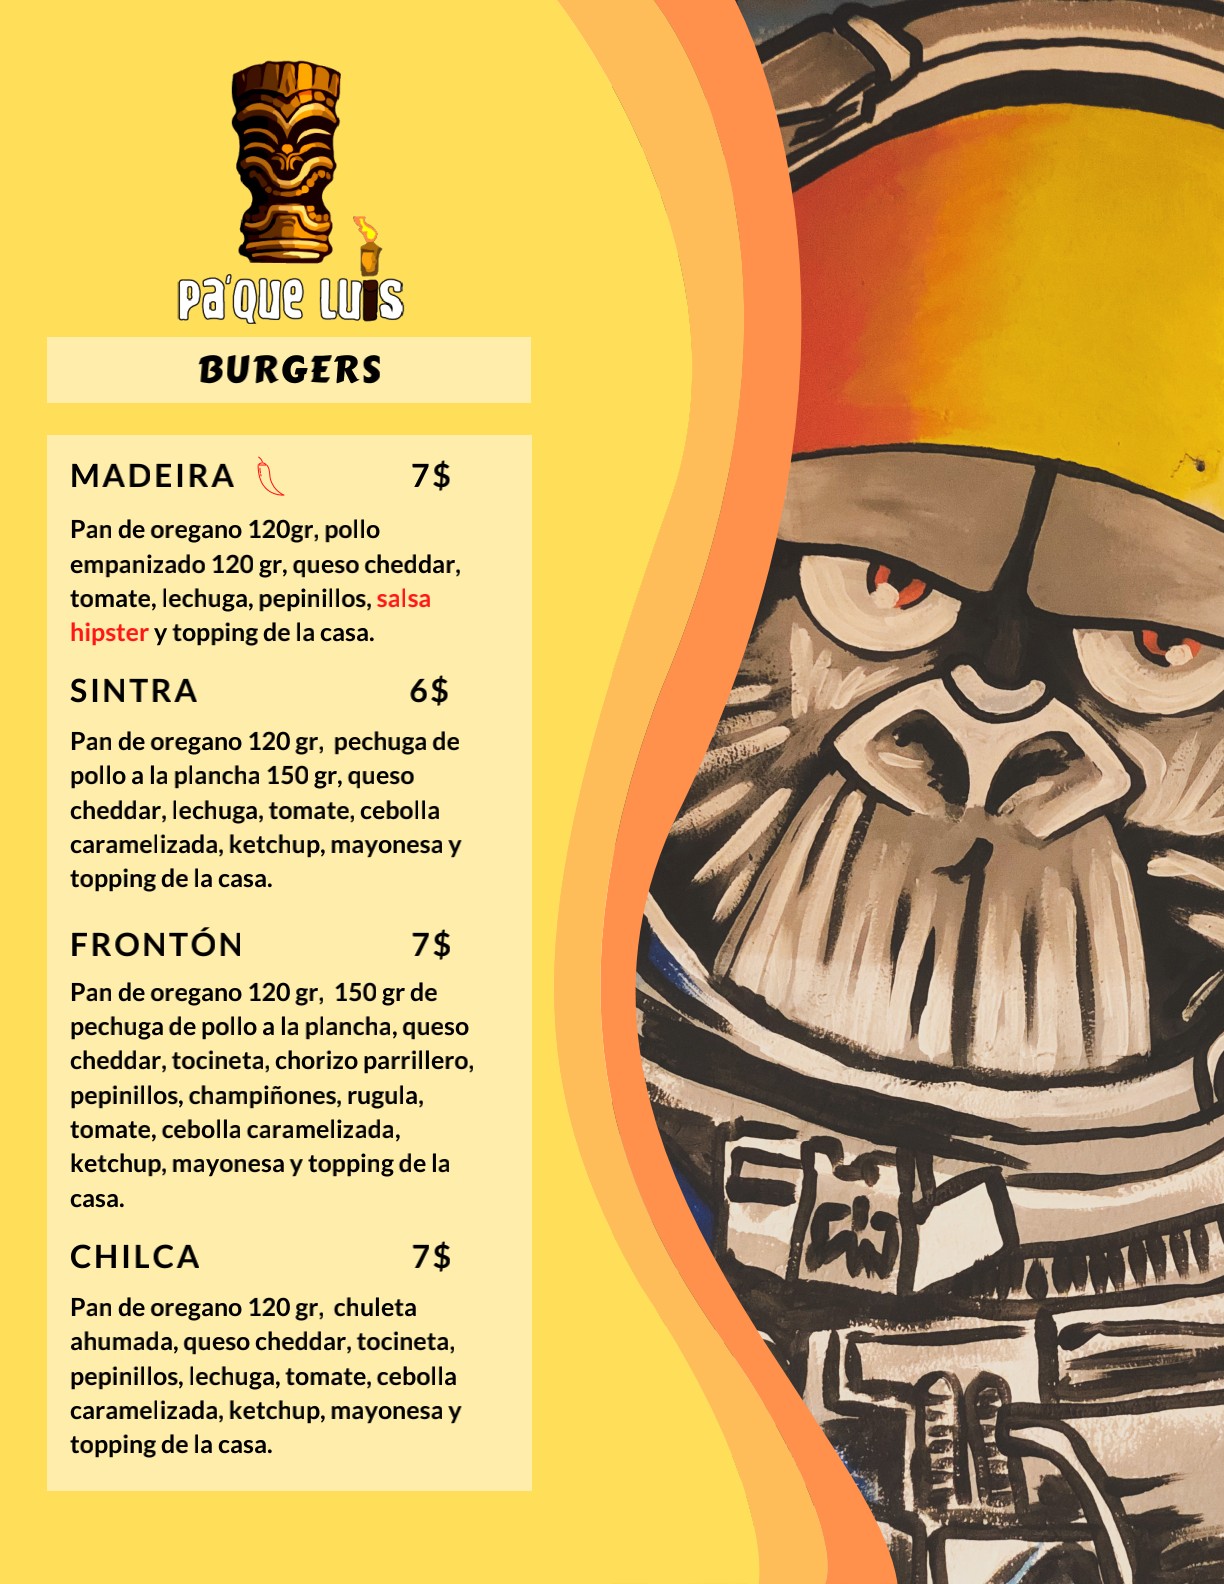 Pa'que Luis
BURGERS
MADEIRA 7$
Pan de oregano 120gr, pollo
empanizado 120 gr, queso cheddar,
tomate, lechuga, pepinillos, salsa
hipster y topping de la casa.
SINTRA 6$
Pan de oregano 120 gr, pechuga de
pollo a la plancha 150 gr, queso
cheddar, lechuga, tomate, cebolla
caramelizada, ketchup, mayonesa y
topping de la casa.
FRONTÓN 7$
Pan de oregano 120 gr, 150 gr de
pechuga de pollo a la plancha, queso
cheddar, tocineta, chorizo parrillero,
pepinillos, champiñones, rugula,
tomate, cebolla caramelizada,
ketchup, mayonesa y topping de la
casa.
CHILCA 7$
Pan de oregano 120 gr, chuleta
ahumada, queso cheddar, tocineta,
pepinillos, lechuga, tomate, cebolla
caramelizada, ketchup, mayonesa y
topping de la casa.